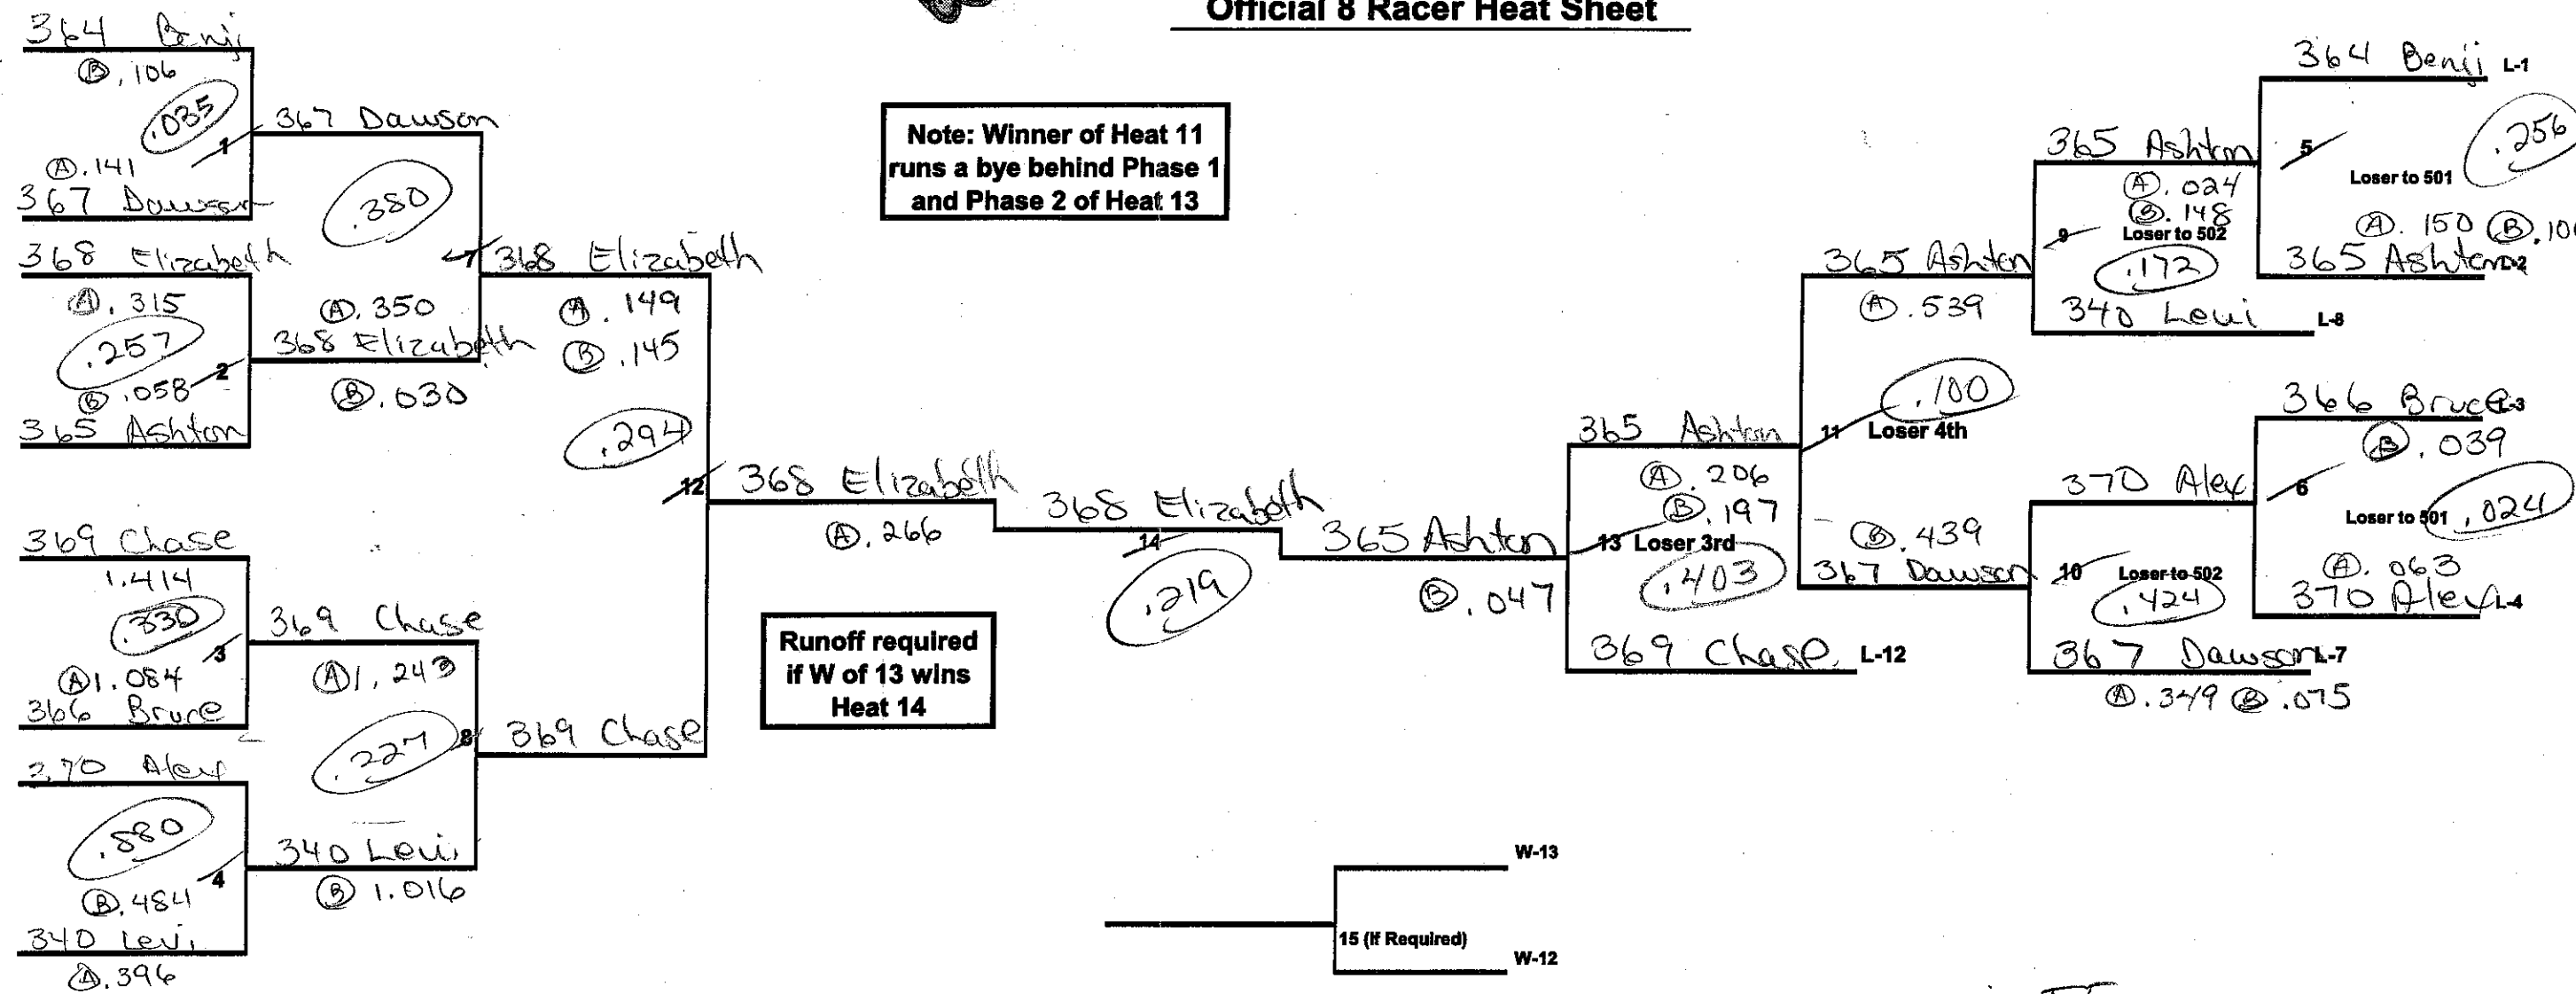 Official 8 Racer Heat Sheet
364 Benji
Ⓑ .106
.035
1
Ⓐ .141
367 Dawson
367 Dawson
368 Elizabeth
Ⓐ .315
.257
2
Ⓑ .058
365 Ashton
.380
7
Ⓐ .350
368 Elizabeth
Ⓑ .030
368 Elizabeth
Ⓐ .149
Ⓑ .145
.294
12
369 Chase
1.414
.330
3
Ⓐ 1.084
366 Bruce
369 Chase
Ⓐ 1.243
.227
8
370 Alex
.880
4
Ⓑ .484
340 Levi
Ⓐ .396
340 Levi
Ⓑ 1.016
369 Chase
Note: Winner of Heat 11
runs a bye behind Phase 1
and Phase 2 of Heat 13
368 Elizabeth
Ⓐ .266
368 Elizabeth
14
.219
365 Ashton
Ⓑ .047
Runoff required
if W of 13 wins
Heat 14
365 Ashton
Ⓐ .206
Ⓑ .197
13 Loser 3rd
.403
369 Chase L-12
365 Ashton
Ⓐ .539
.100
11 Loser 4th
Ⓑ .439
367 Dawson
365 Ashton
Ⓐ .024
Ⓑ .148
9 Loser to 502
.172
340 Levi L-8
364 Benji L-1
5
.256
Loser to 501
Ⓐ .150 Ⓑ .10
365 Ashton L-2
366 Bruce L-3
Ⓑ .039
370 Alex
6
Loser to 501 .024
Ⓐ .063
370 Alex L-4
10 Loser to 502
.424
367 Dawson L-7
Ⓐ .349 Ⓑ .075
W-13
15 (If Required)
W-12